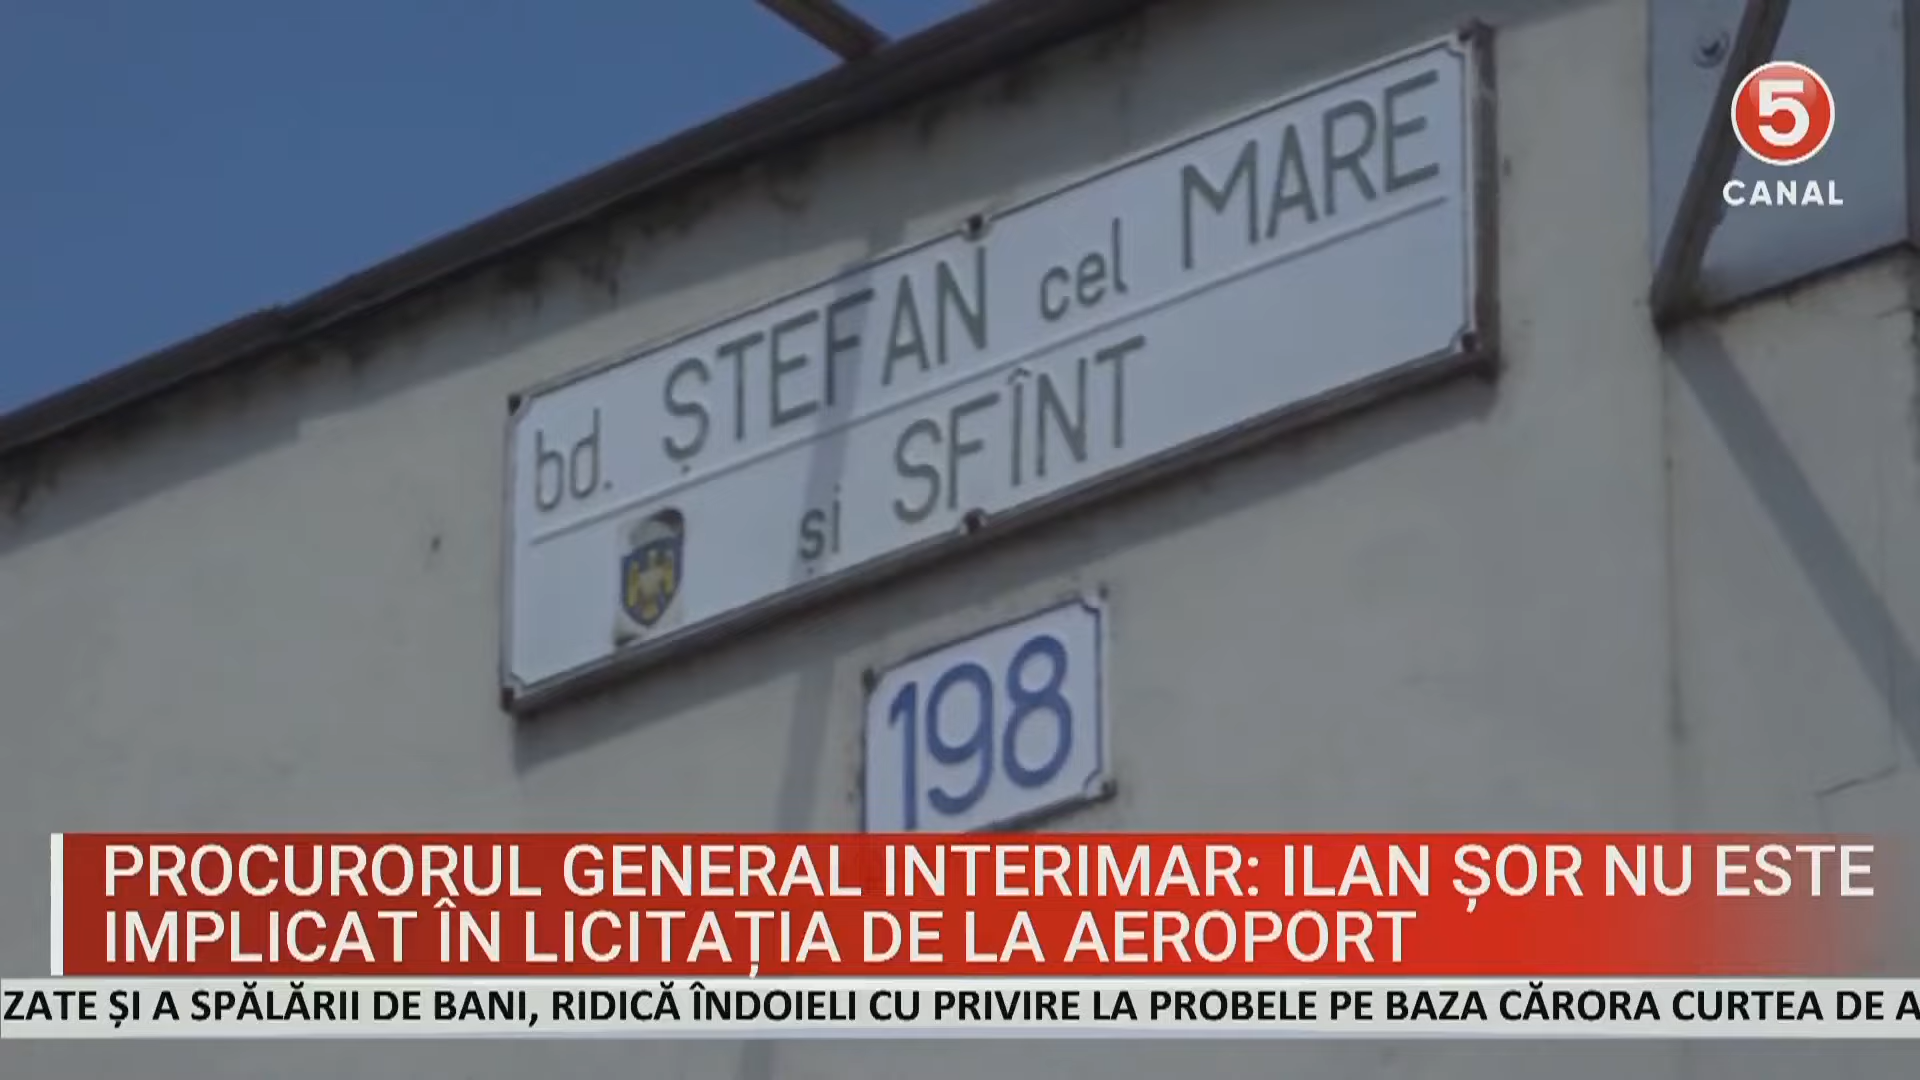 bd. ȘTEFAN cel MARE
și SFÎNT
198
5
CANAL
PROCURORUL GENERAL INTERIMAR: ILAN ȘOR NU ESTE
IMPLICAT ÎN LICITAȚIA DE LA AEROPORT
ZATE ȘI A SPĂLĂRII DE BANI, RIDICĂ ÎNDOIELI CU PRIVIRE LA PROBELE PE BAZA CĂRORA CURTEA DE A